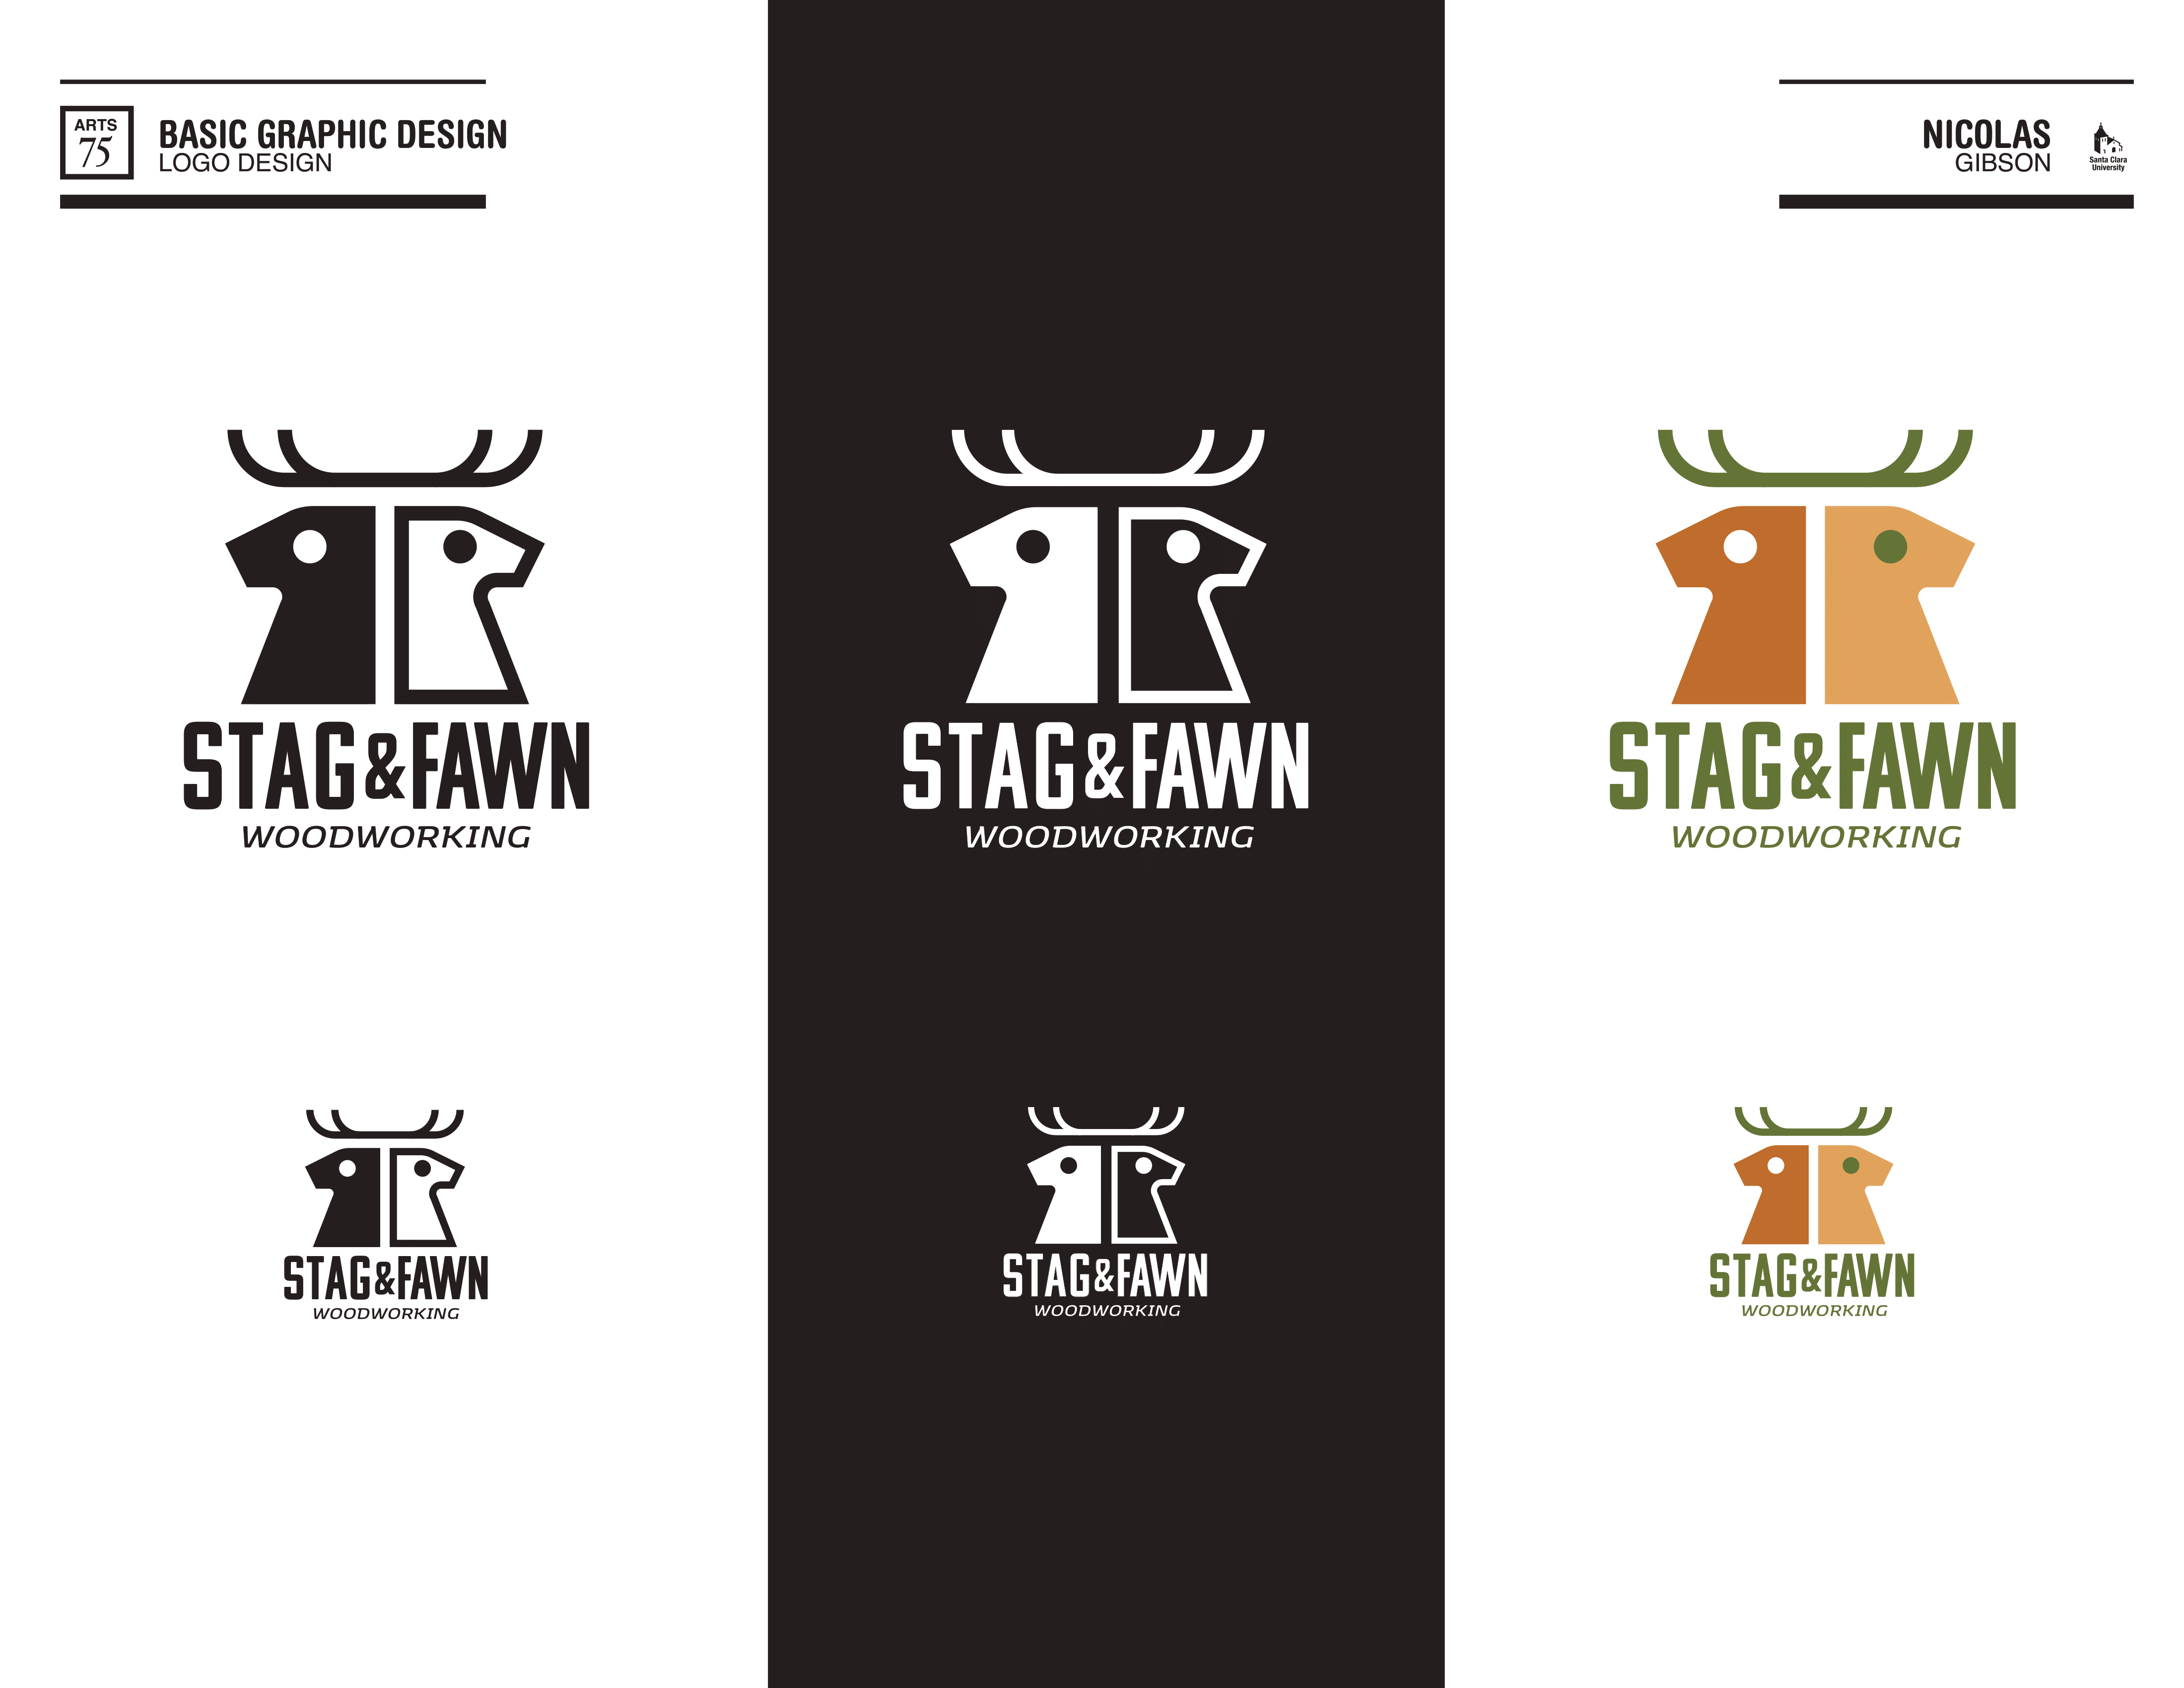 ARTS
75
BASIC GRAPHIC DESIGN
LOGO DESIGN
NICOLAS
GIBSON
Santa Clara
University
STAG&FAWN
WOODWORKING
STAG&FAWN
WOODWORKING
STAG&FAWN
WOODWORKING
STAG&FAWN
WOODWORKING
STAG&FAWN
WOODWORKING
STAG&FAWN
WOODWORKING